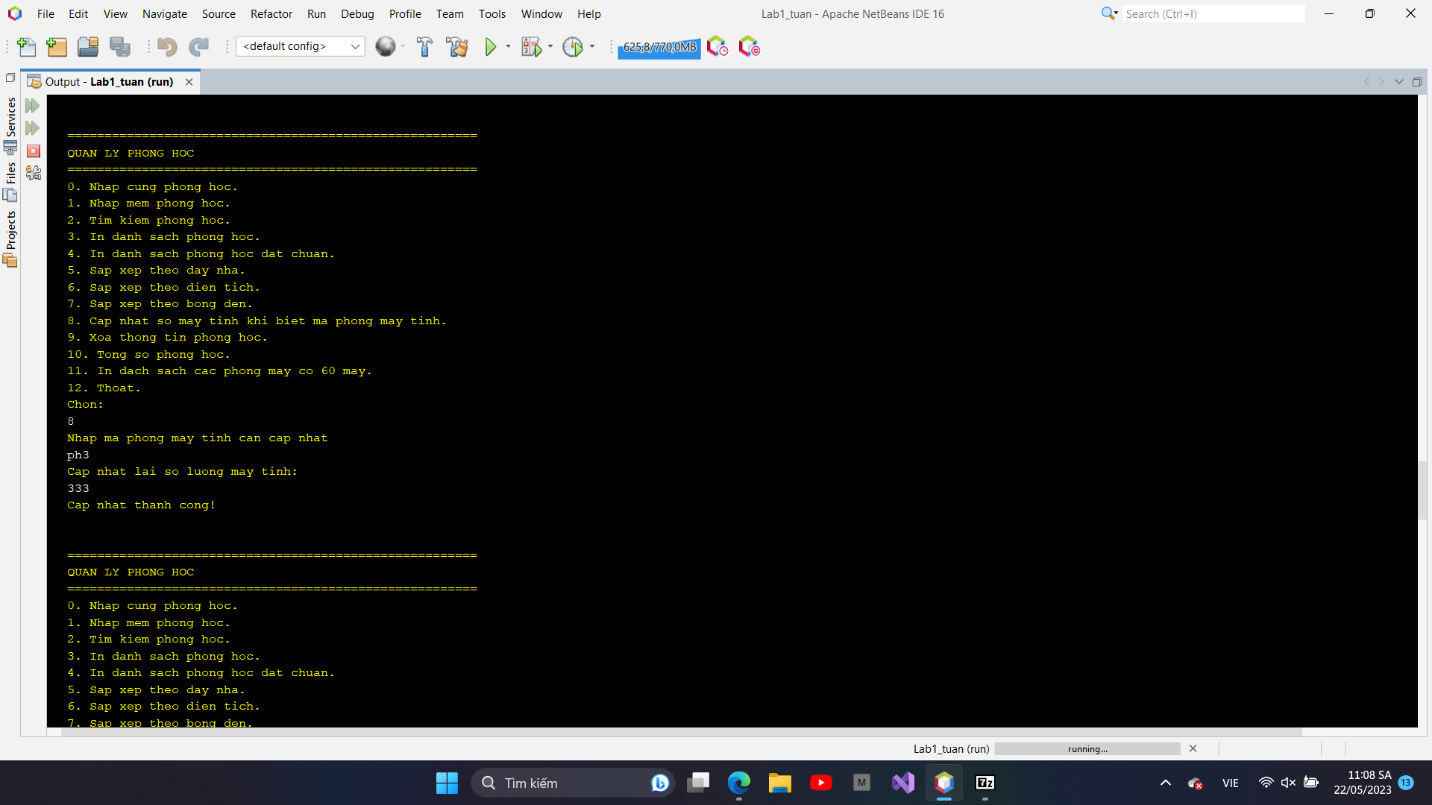 File Edit View Navigate Source Refactor Run Debug Profile Team Tools Window Help
Lab1_tuan - Apache NetBeans IDE 16
Search (Ctrl+I)
<default config>
625,8/770,0MB
Output - Lab1_tuan (run)
Services
Files
Projects
=======================================================
QUAN LY PHONG HOC
=======================================================
0. Nhap cung phong hoc.
1. Nhap mem phong hoc.
2. Tim kiem phong hoc.
3. In danh sach phong hoc.
4. In danh sach phong hoc dat chuan.
5. Sap xep theo day nha.
6. Sap xep theo dien tich.
7. Sap xep theo bong den.
8. Cap nhat so may tinh khi biet ma phong may tinh.
9. Xoa thong tin phong hoc.
10. Tong so phong hoc.
11. In dach sach cac phong may co 60 may.
12. Thoat.
Chon:
8
Nhap ma phong may tinh can cap nhat
ph3
Cap nhat lai so luong may tinh:
333
Cap nhat thanh cong!
=======================================================
QUAN LY PHONG HOC
=======================================================
0. Nhap cung phong hoc.
1. Nhap mem phong hoc.
2. Tim kiem phong hoc.
3. In danh sach phong hoc.
4. In danh sach phong hoc dat chuan.
5. Sap xep theo day nha.
6. Sap xep theo dien tich.
7. Sap xep theo bong den.
Lab1_tuan (run)
running...
Tìm kiếm
M
7z
VIE
11:08 SA
22/05/2023
13